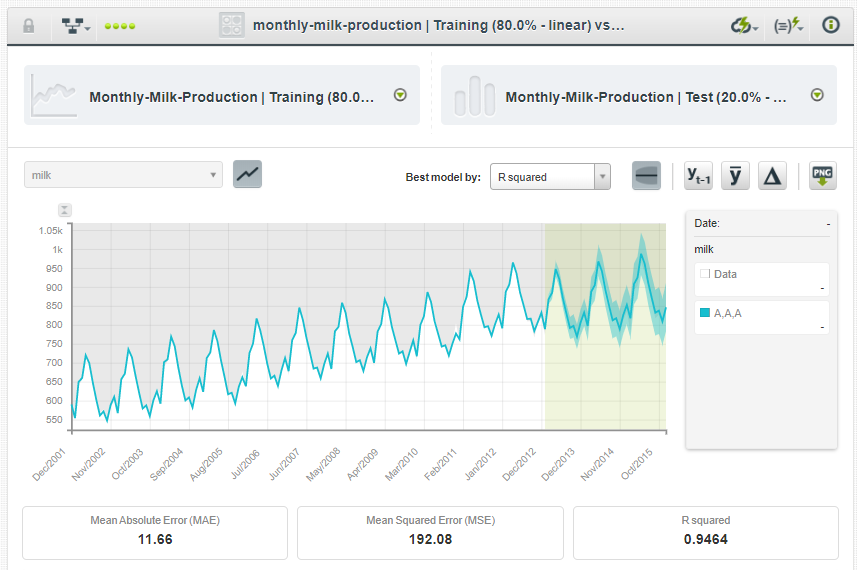 monthly-milk-production | Training (80.0% - linear) vs…
Monthly-Milk-Production | Training (80.0…
Monthly-Milk-Production | Test (20.0% - …
milk
Best model by:
R squared
yt-1
y
Δ
PNG
1.05k
1k
950
900
850
800
750
700
650
600
550
Dec/2001
Nov/2002
Oct/2003
Sep/2004
Aug/2005
Jul/2006
Jun/2007
May/2008
Apr/2009
Mar/2010
Feb/2011
Jan/2012
Dec/2012
Dec/2013
Nov/2014
Oct/2015
Date: -
milk
Data
-
A,A,A
-
Mean Absolute Error (MAE)
11.66
Mean Squared Error (MSE)
192.08
R squared
0.9464